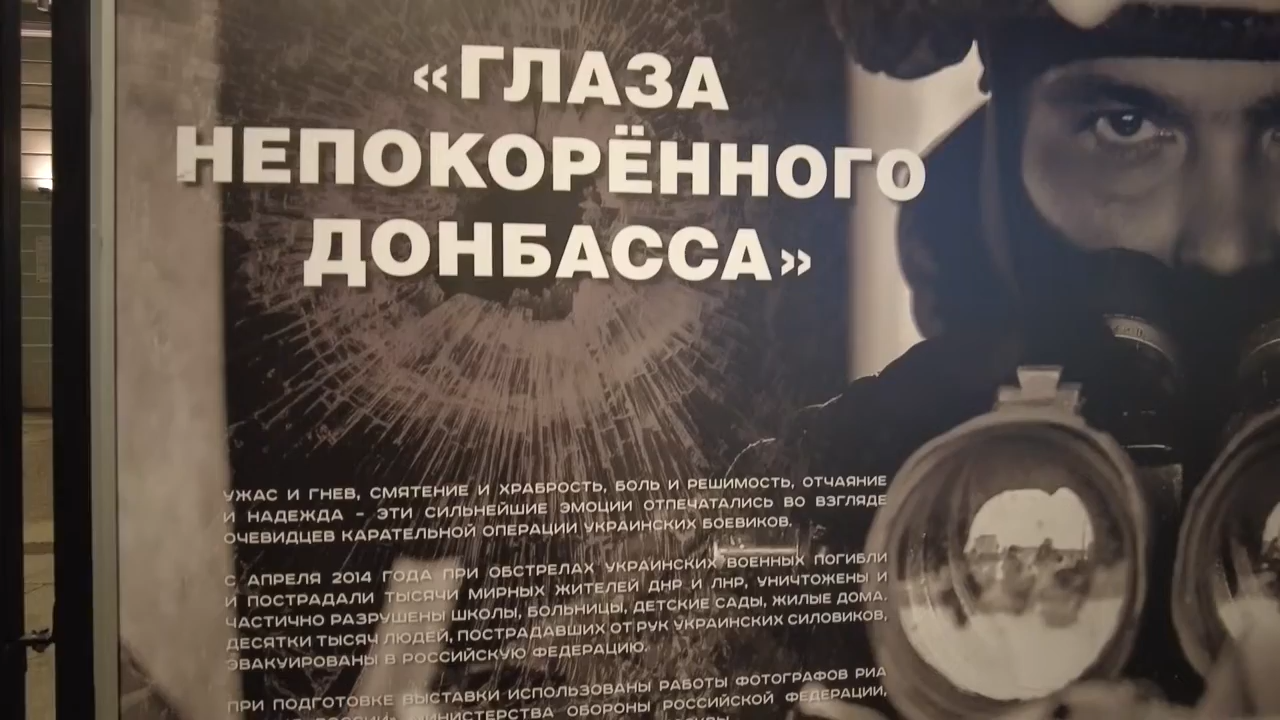 «ГЛАЗА
НЕПОКОРЁННОГО
ДОНБАССА»
УЖАС И ГНЕВ, СМЯТЕНИЕ И ХРАБРОСТЬ, БОЛЬ И РЕШИМОСТЬ, ОТЧАЯНИЕ
И НАДЕЖДА – ЭТИ СИЛЬНЕЙШИЕ ЭМОЦИИ ОТПЕЧАТАЛИСЬ ВО ВЗГЛЯДЕ
ОЧЕВИДЦЕВ КАРАТЕЛЬНОЙ ОПЕРАЦИИ УКРАИНСКИХ БОЕВИКОВ.
С АПРЕЛЯ 2014 ГОДА ПРИ ОБСТРЕЛАХ УКРАИНСКИХ ВОЕННЫХ ПОГИБЛИ
И ПОСТРАДАЛИ ТЫСЯЧИ МИРНЫХ ЖИТЕЛЕЙ ДНР И ЛНР, УНИЧТОЖЕНЫ И
ЧАСТИЧНО РАЗРУШЕНЫ ШКОЛЫ, БОЛЬНИЦЫ, ДЕТСКИЕ САДЫ, ЖИЛЫЕ ДОМА.
ДЕСЯТКИ ТЫСЯЧ ЛЮДЕЙ, ПОСТРАДАВШИХ ОТ РУК УКРАИНСКИХ СИЛОВИКОВ,
ЭВАКУИРОВАНЫ В РОССИЙСКУЮ ФЕДЕРАЦИЮ.
ПРИ ПОДГОТОВКЕ ВЫСТАВКИ ИСПОЛЬЗОВАНЫ РАБОТЫ ФОТОГРАФОВ РИА
МИНИСТЕРСТВА ОБОРОНЫ РОССИЙСКОЙ ФЕДЕРАЦИИ,